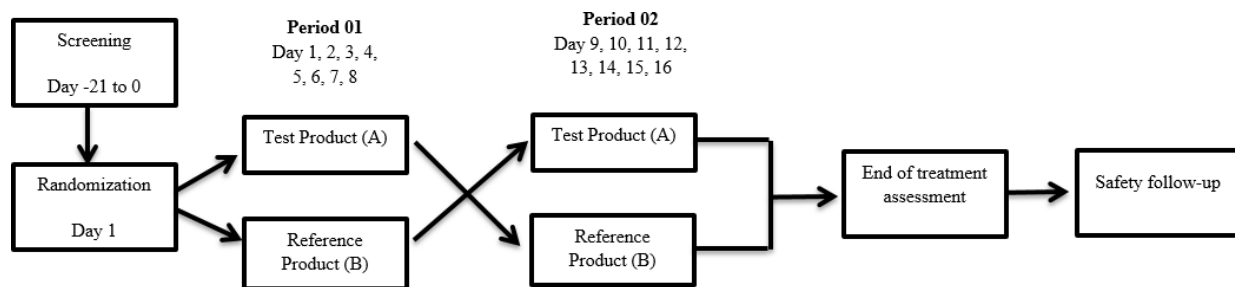 Screening
Day -21 to 0
Randomization
Day 1
Period 01
Day 1, 2, 3, 4,
5, 6, 7, 8
Test Product (A)
Reference
Product (B)
Period 02
Day 9, 10, 11, 12,
13, 14, 15, 16
Test Product (A)
Reference
Product (B)
End of treatment
assessment
Safety follow-up